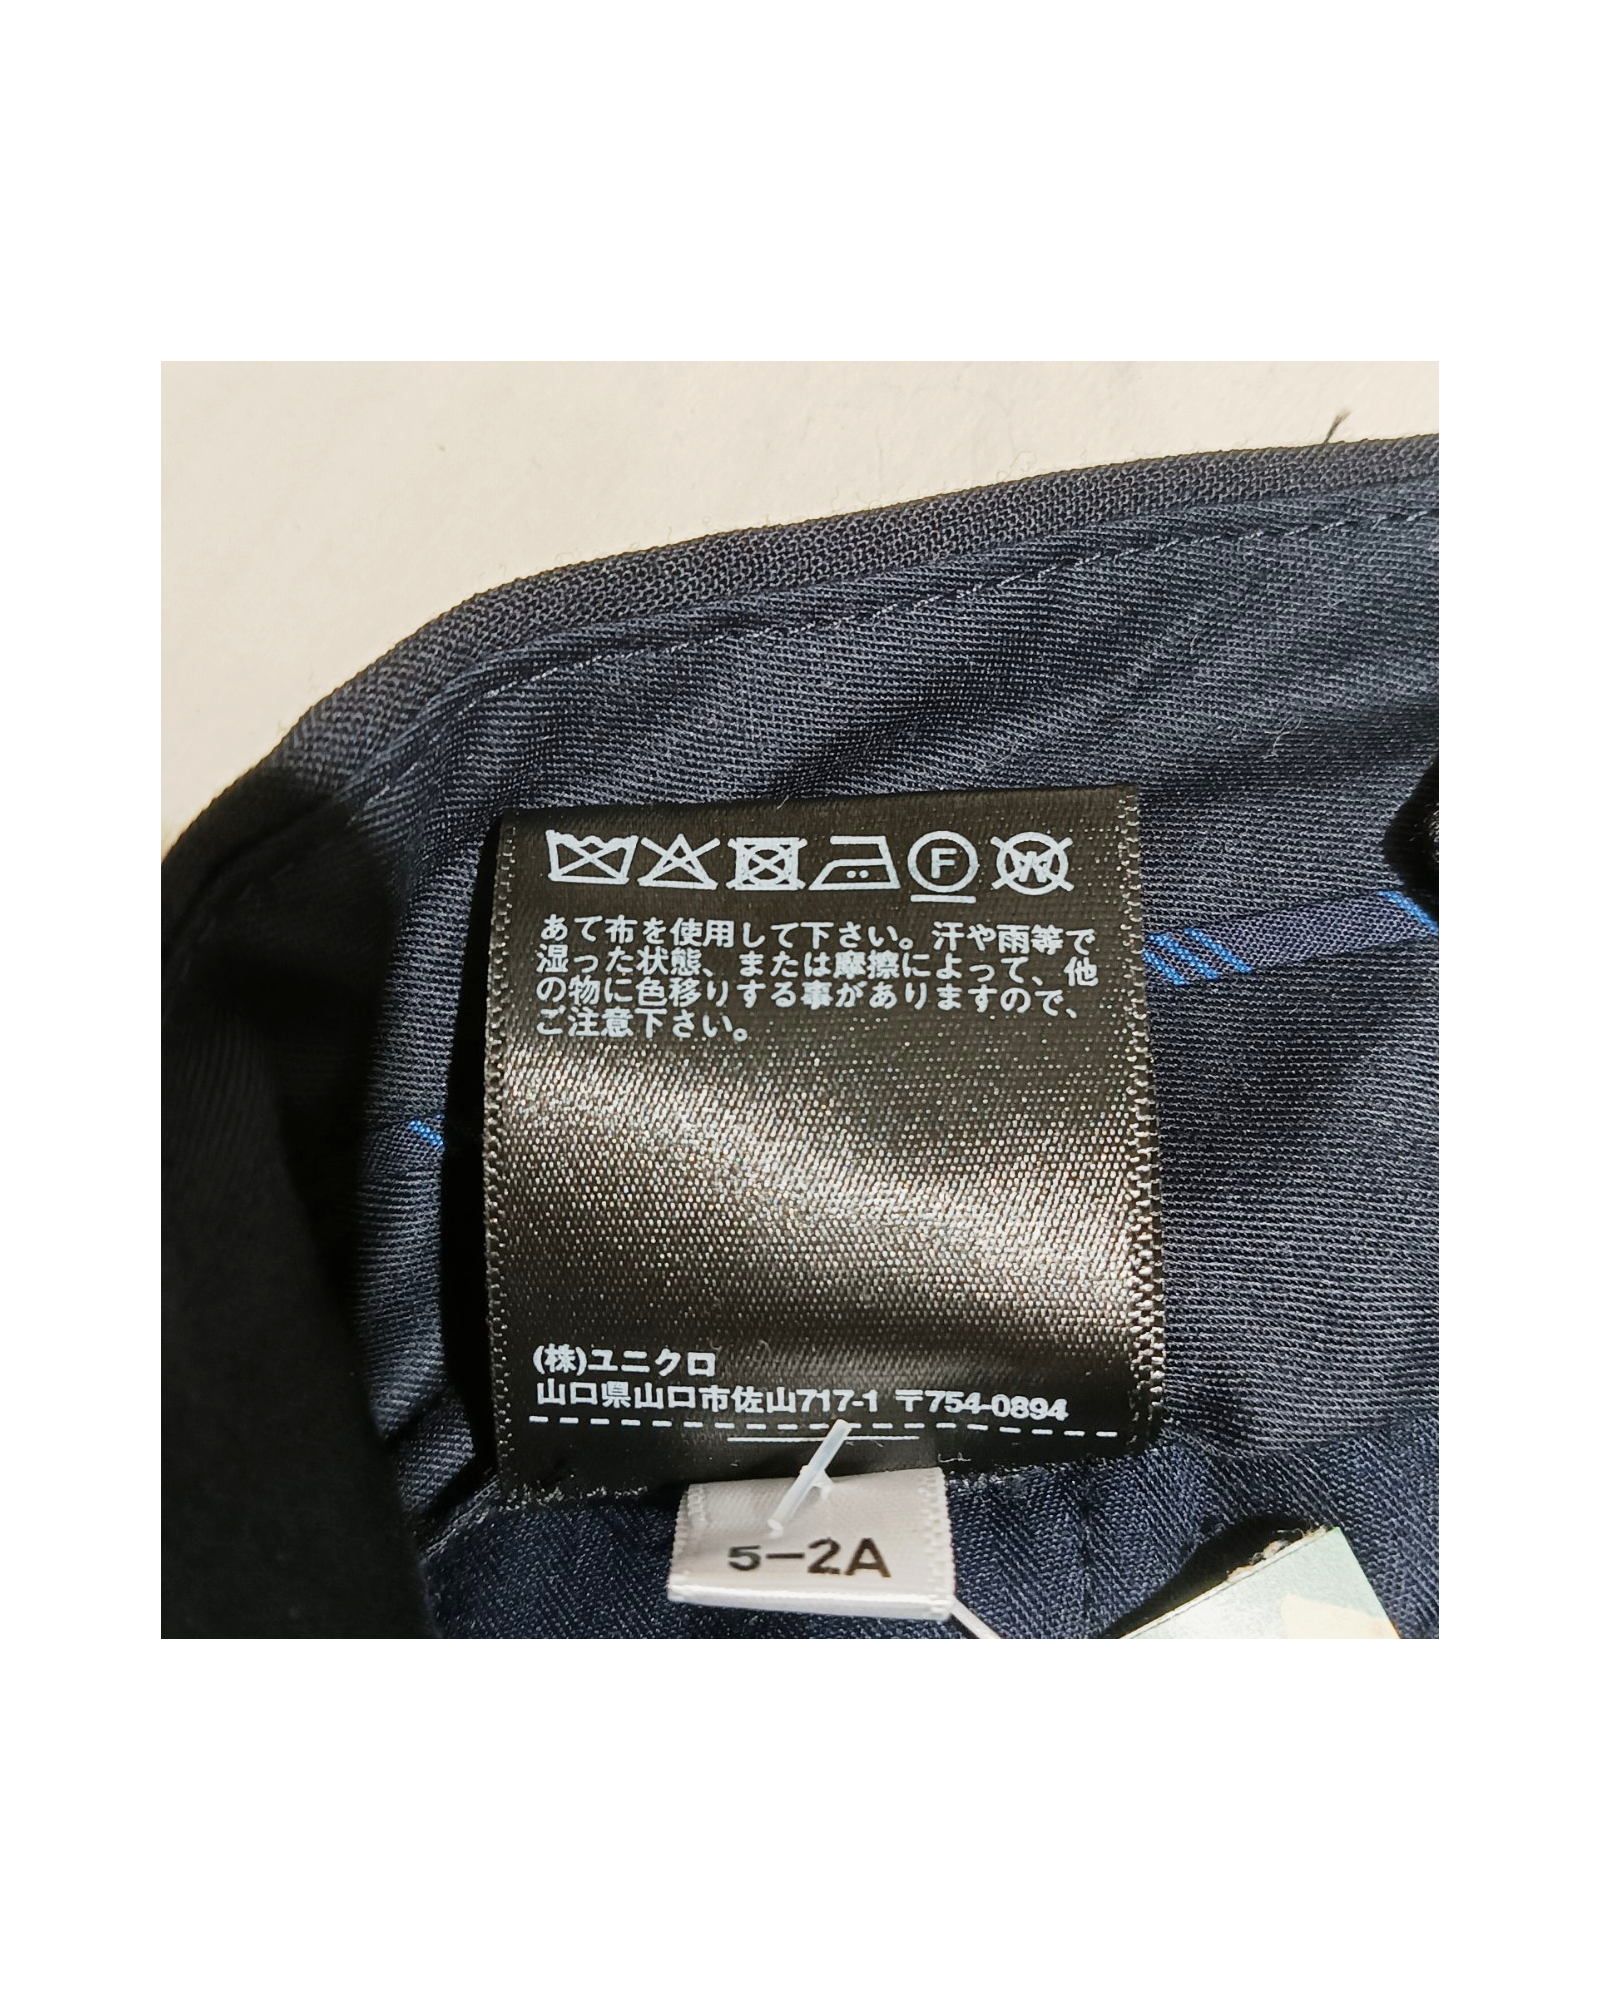 F
W
あて布を使用して下さい。汗や雨等で
湿った状態、または摩擦によって、他
の物に色移りする事がありますので、
ご注意下さい。
(株)ユニクロ
山口県山口市佐山717-1 〒754-0894
5-2A